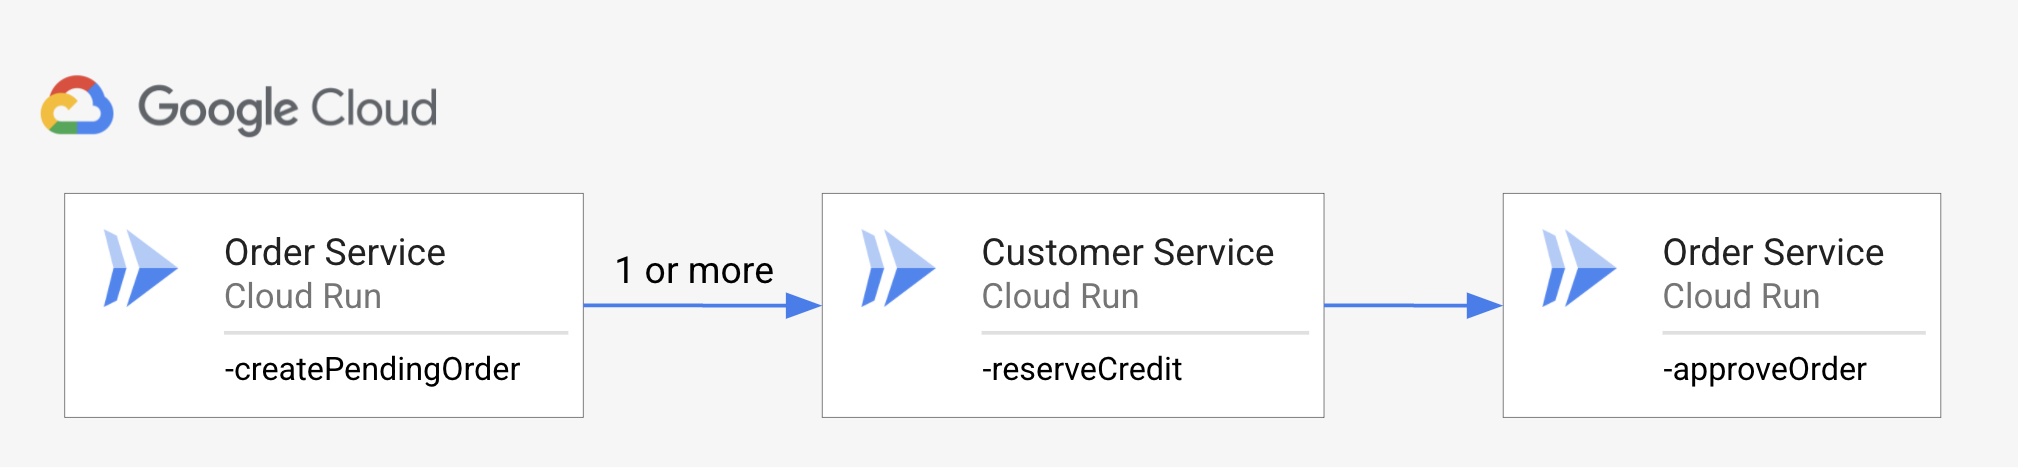 Google Cloud
Order Service
Cloud Run
-createPendingOrder
1 or more
Customer Service
Cloud Run
-reserveCredit
Order Service
Cloud Run
-approveOrder